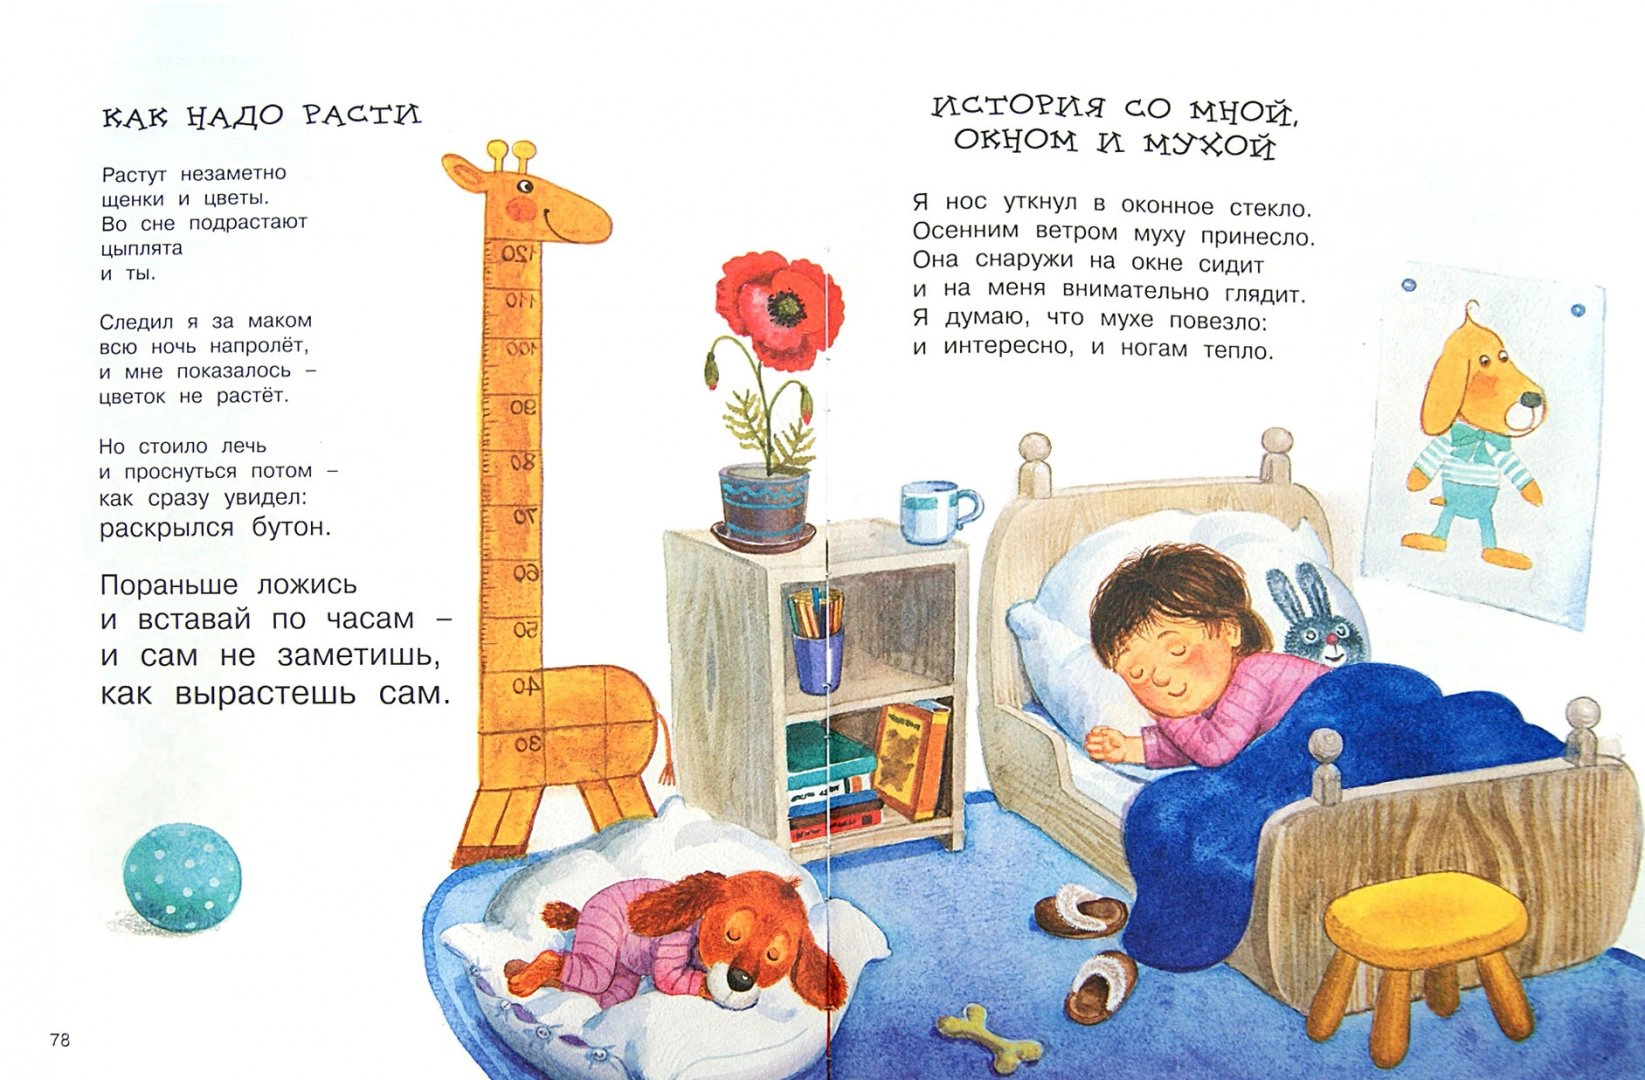 КАК НАДО РАСТИ
Растут незаметно
щенки и цветы.
Во сне подрастают
цыплята
и ты.
Следил я за маком
всю ночь напролёт,
и мне показалось –
цветок не растёт.
Но стоило лечь
и проснуться потом –
как сразу увидел:
раскрылся бутон.
Пораньше ложись
и вставай по часам –
и сам не заметишь,
как вырастешь сам.
78
120
110
100
90
80
70
60
50
40
30
ИСТОРИЯ СО МНОЙ,
ОКНОМ И МУХОЙ
Я нос уткнул в оконное стекло.
Осенним ветром муху принесло.
Она снаружи на окне сидит
и на меня внимательно глядит.
Я думаю, что мухе повезло:
и интересно, и ногам тепло.